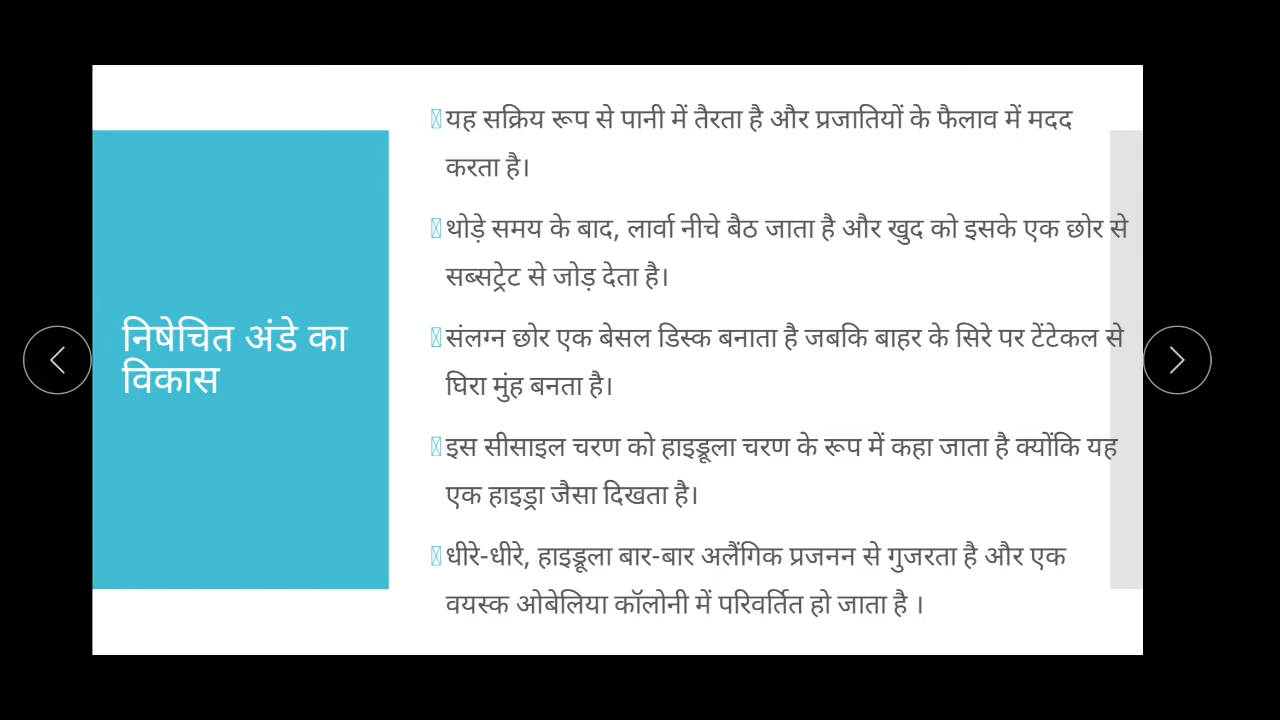 निषेचित अंडे का
विकास
यह सक्रिय रूप से पानी में तैरता है और प्रजातियों के फैलाव में मदद
करता है।
थोड़े समय के बाद, लार्वा नीचे बैठ जाता है और खुद को इसके एक छोर से
सब्सट्रेट से जोड़ देता है।
संलग्न छोर एक बेसल डिस्क बनाता है जबकि बाहर के सिरे पर टेंटेकल से
घिरा मुंह बनता है।
इस सीसाइल चरण को हाइड्रूला चरण के रूप में कहा जाता है क्योंकि यह
एक हाइड्रा जैसा दिखता है।
धीरे-धीरे, हाइड्रूला बार-बार अलैंगिक प्रजनन से गुजरता है और एक
वयस्क ओबेलिया कॉलोनी में परिवर्तित हो जाता है ।